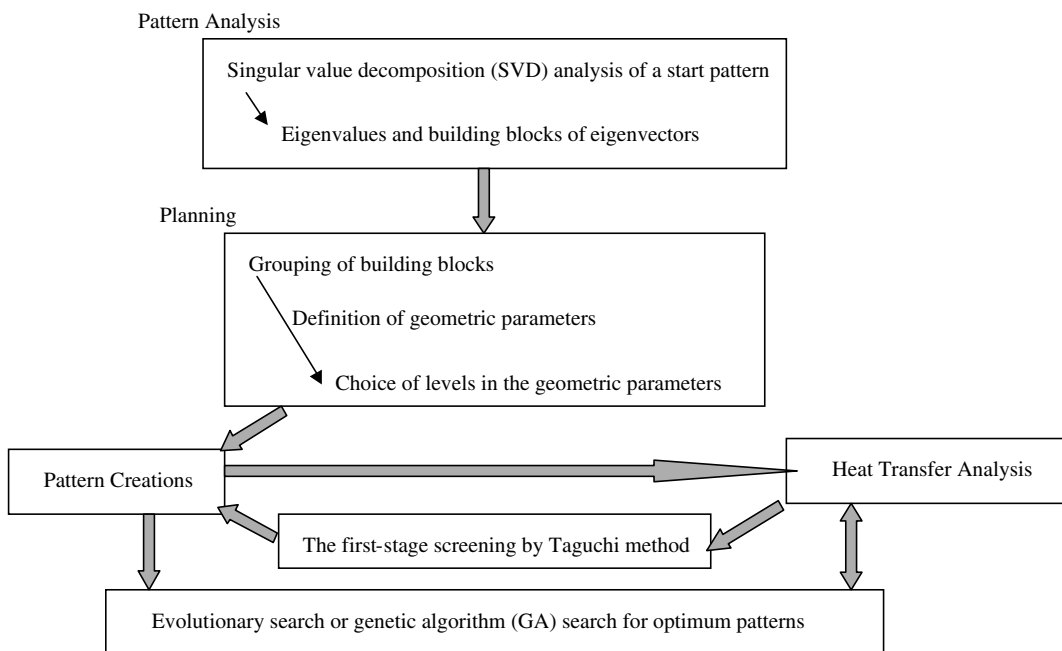 Pattern Analysis
Singular value decomposition (SVD) analysis of a start pattern
Eigenvalues and building blocks of eigenvectors
Planning
Grouping of building blocks
Definition of geometric parameters
Choice of levels in the geometric parameters
Pattern Creations
Heat Transfer Analysis
The first-stage screening by Taguchi method
Evolutionary search or genetic algorithm (GA) search for optimum patterns